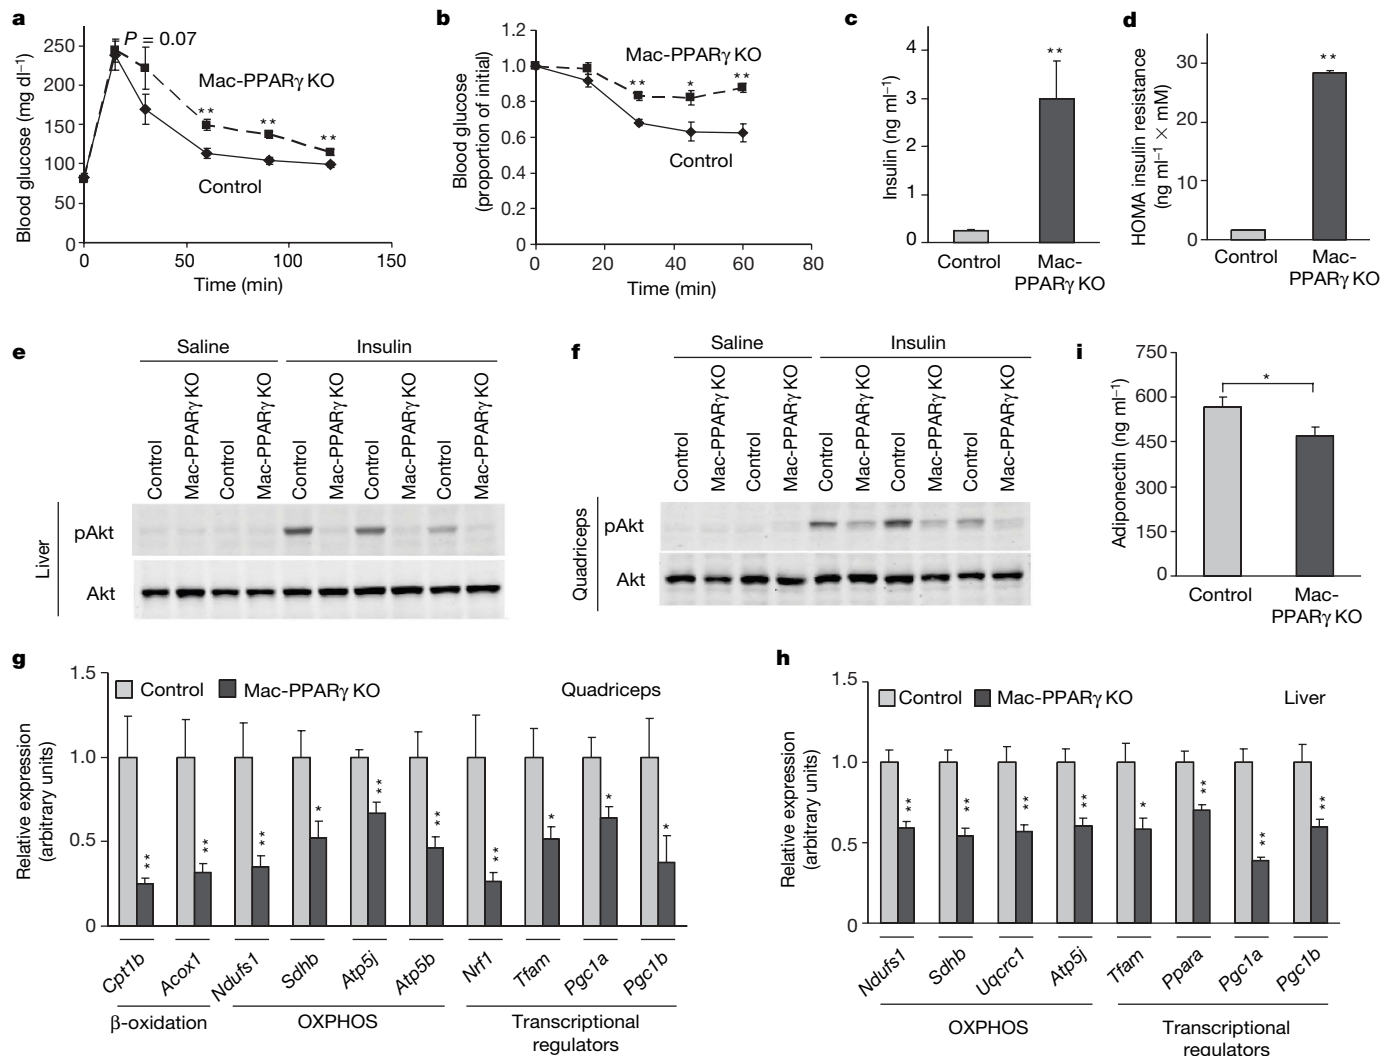 a
P = 0.07
Mac-PPARγ KO
Control
250
200
150
100
50
0
Blood glucose (mg dl⁻¹)
0
50
100
150
Time (min)
**
**
**
b
1.2
1.0
0.8
0.6
0.4
0.2
0
Blood glucose
(proportion of initial)
Mac-PPARγ KO
**
*
**
Control
0
20
40
60
80
Time (min)
c
4
3
2
1
0
Insulin (ng ml⁻¹)
**
Control
Mac-
PPARγ KO
d
30
20
10
0
HOMA insulin resistance
(ng ml⁻¹ × mM)
**
Control
Mac-
PPARγ KO
e
Saline
Insulin
Control
Mac-PPARγ KO
Control
Mac-PPARγ KO
Control
Mac-PPARγ KO
Control
Mac-PPARγ KO
Control
Mac-PPARγ KO
Liver
pAkt
Akt
f
Saline
Insulin
Control
Mac-PPARγ KO
Control
Mac-PPARγ KO
Control
Mac-PPARγ KO
Control
Mac-PPARγ KO
Control
Mac-PPARγ KO
Quadriceps
pAkt
Akt
i
750
600
450
300
150
0
Adiponectin (ng ml⁻¹)
*
Control
Mac-
PPARγ KO
g
1.5
1.0
0.5
0
Relative expression
(arbitrary units)
Control
Mac-PPARγ KO
Quadriceps
**
**
**
*
**
**
**
*
*
*
Cpt1b
Acox1
Ndufs1
Sdhb
Atp5j
Atp5b
Nrf1
Tfam
Pgc1a
Pgc1b
β-oxidation
OXPHOS
Transcriptional
regulators
h
1.5
1.0
0.5
0
Relative expression
(arbitrary units)
Control
Mac-PPARγ KO
Liver
**
**
**
**
*
**
**
**
Ndufs1
Sdhb
Uqcrc1
Atp5j
Tfam
Ppara
Pgc1a
Pgc1b
OXPHOS
Transcriptional
regulators